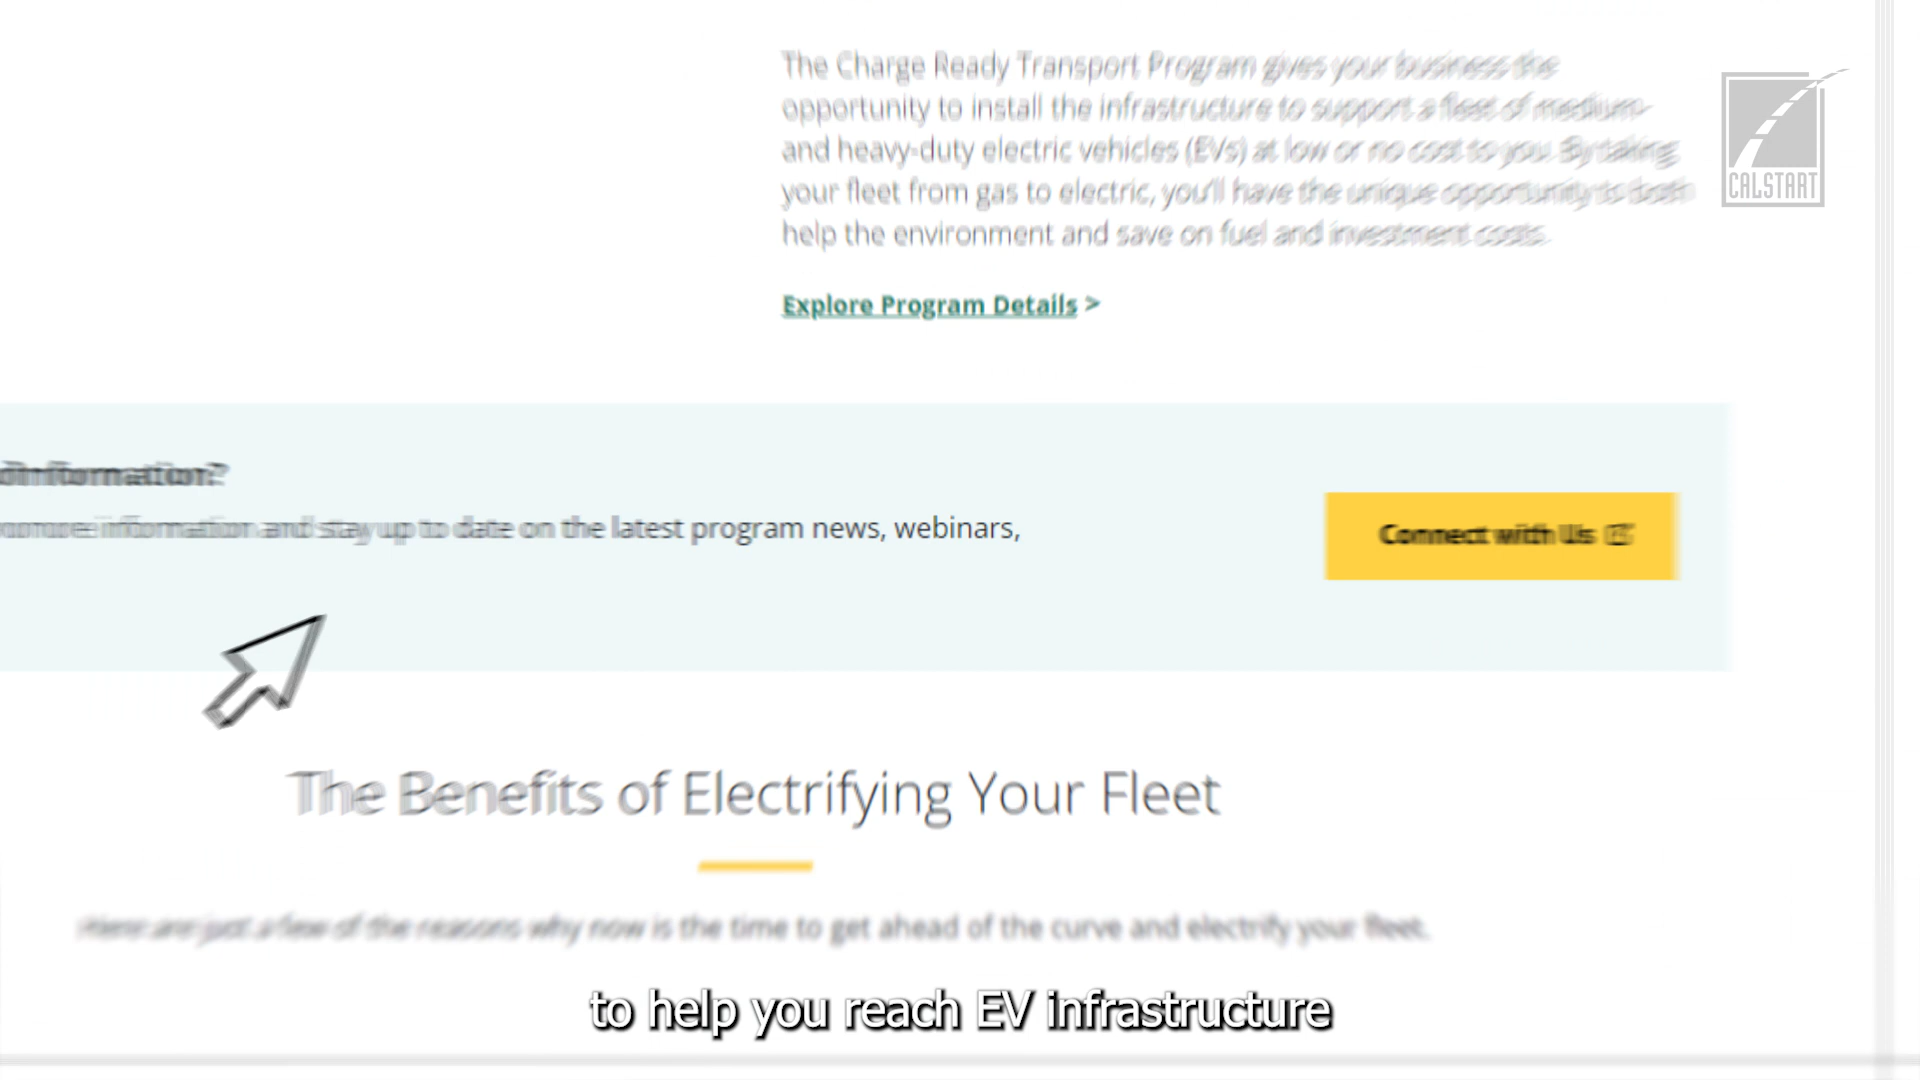 The Charge Ready Transport Program gives your business the
opportunity to install the infrastructure to support a fleet of medium-
and heavy-duty electric vehicles (EVs) at low or no cost to you. By taking
your fleet from gas to electric, you'll have the unique opportunity to both
help the environment and save on fuel and investment costs.
CALSTART
Explore Program Details >
Information?
more information and stay up to date on the latest program news, webinars,
Connect with Us
The Benefits of Electrifying Your Fleet
Here are just a few of the reasons why now is the time to get ahead of the curve and electrify your fleet.
to help you reach EV infrastructure